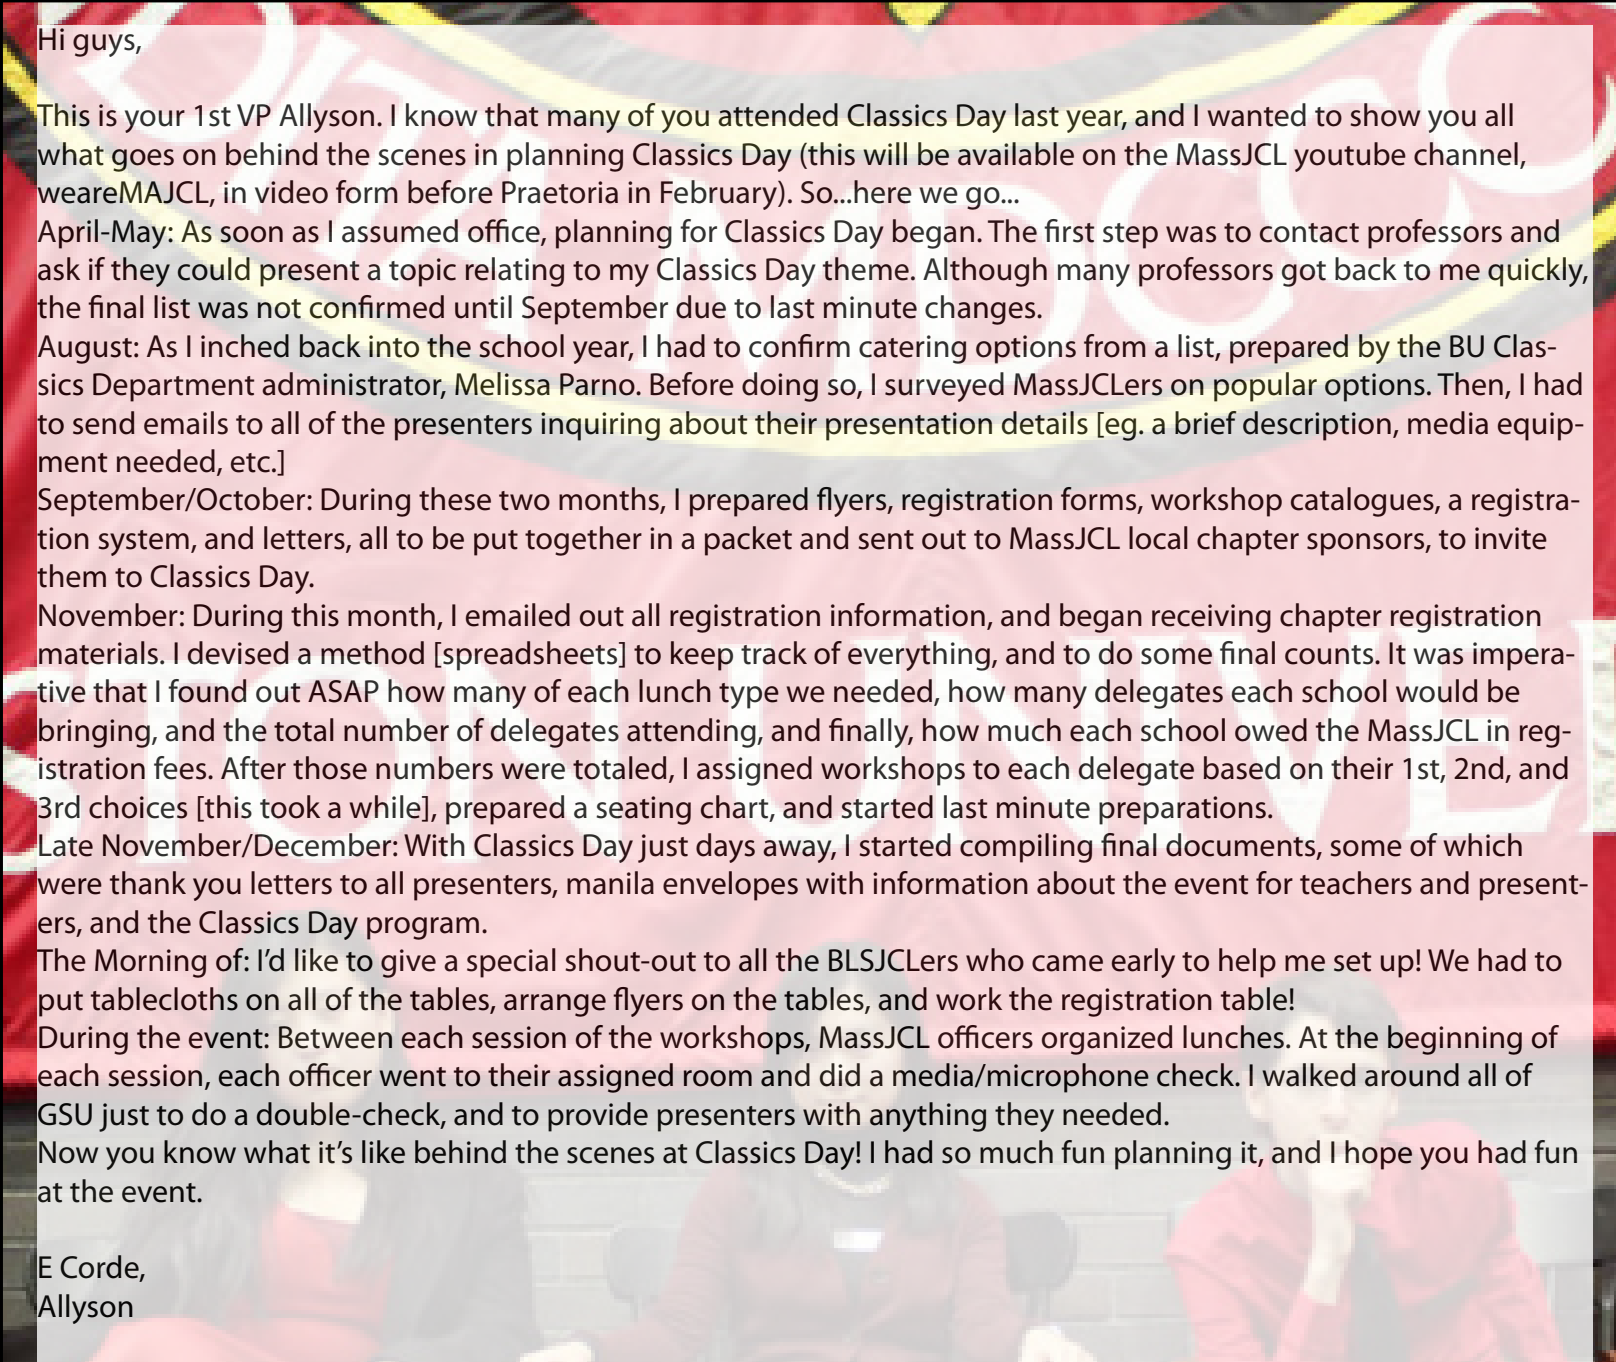 Hi guys,
This is your 1st VP Allyson. I know that many of you attended Classics Day last year, and I wanted to show you all
what goes on behind the scenes in planning Classics Day (this will be available on the MassJCL youtube channel,
weareMAJCL, in video form before Praetoria in February). So...here we go...
April-May: As soon as I assumed office, planning for Classics Day began. The first step was to contact professors and
ask if they could present a topic relating to my Classics Day theme. Although many professors got back to me quickly,
the final list was not confirmed until September due to last minute changes.
August: As I inched back into the school year, I had to confirm catering options from a list, prepared by the BU Clas-
sics Department administrator, Melissa Parno. Before doing so, I surveyed MassJCLers on popular options. Then, I had
to send emails to all of the presenters inquiring about their presentation details [eg. a brief description, media equip-
ment needed, etc.]
September/October: During these two months, I prepared flyers, registration forms, workshop catalogues, a registra-
tion system, and letters, all to be put together in a packet and sent out to MassJCL local chapter sponsors, to invite
them to Classics Day.
November: During this month, I emailed out all registration information, and began receiving chapter registration
materials. I devised a method [spreadsheets] to keep track of everything, and to do some final counts. It was impera-
tive that I found out ASAP how many of each lunch type we needed, how many delegates each school would be
bringing, and the total number of delegates attending, and finally, how much each school owed the MassJCL in reg-
istration fees. After those numbers were totaled, I assigned workshops to each delegate based on their 1st, 2nd, and
3rd choices [this took a while], prepared a seating chart, and started last minute preparations.
Late November/December: With Classics Day just days away, I started compiling final documents, some of which
were thank you letters to all presenters, manila envelopes with information about the event for teachers and present-
ers, and the Classics Day program.
The Morning of: I'd like to give a special shout-out to all the BLSJCLers who came early to help me set up! We had to
put tablecloths on all of the tables, arrange flyers on the tables, and work the registration table!
During the event: Between each session of the workshops, MassJCL officers organized lunches. At the beginning of
each session, each officer went to their assigned room and did a media/microphone check. I walked around all of
GSU just to do a double-check, and to provide presenters with anything they needed.
Now you know what it's like behind the scenes at Classics Day! I had so much fun planning it, and I hope you had fun
at the event.
E Corde,
Allyson
DITA MDCCC
STON UNIVE